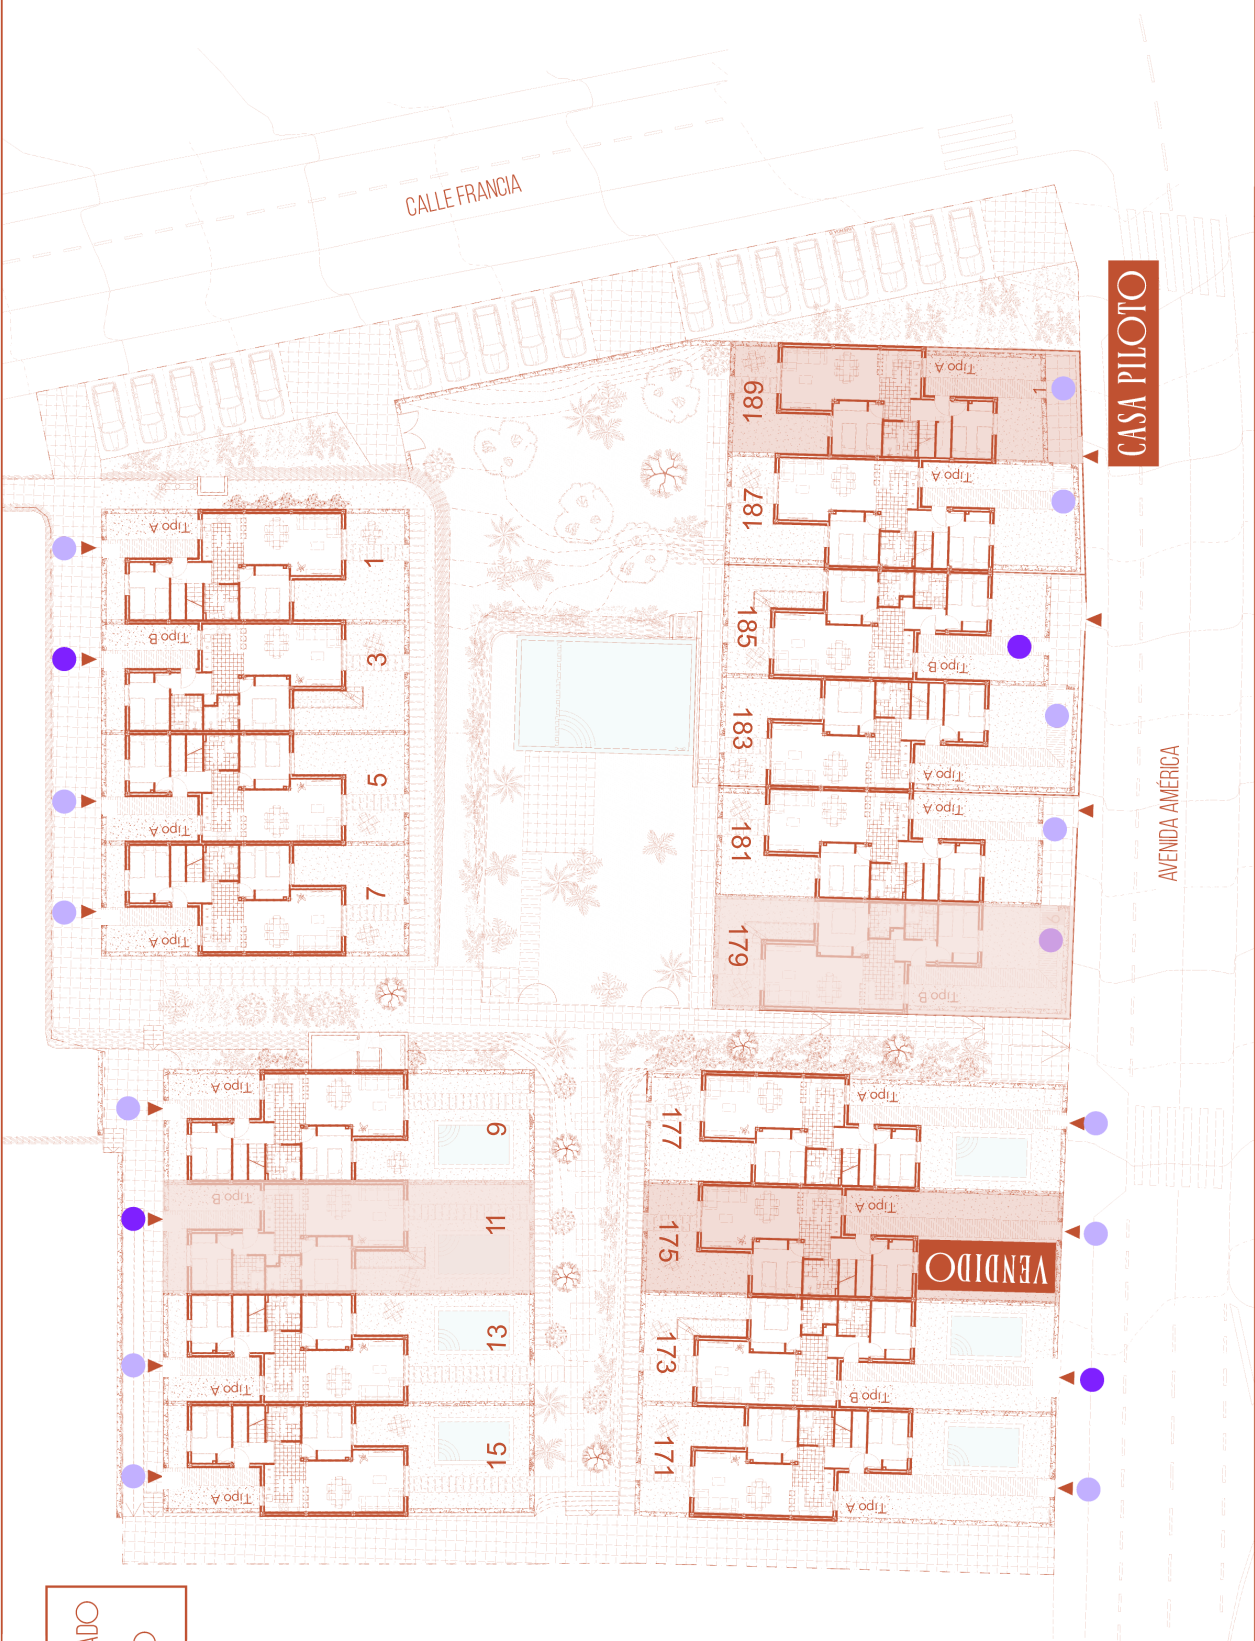 CALLE FRANCIA
CASA PILOTO
189
Tipo A
1
187
Tipo A
Tipo A
1
185
Tipo B
Tipo B
3
183
Tipo A
AVENIDA AMÉRICA
5
Tipo A
181
Tipo A
7
Tipo A
179
Tipo B
9
Tipo A
177
Tipo A
11
Tipo B
175
Tipo A
VENDIDO
13
Tipo A
173
Tipo B
15
Tipo A
171
Tipo A